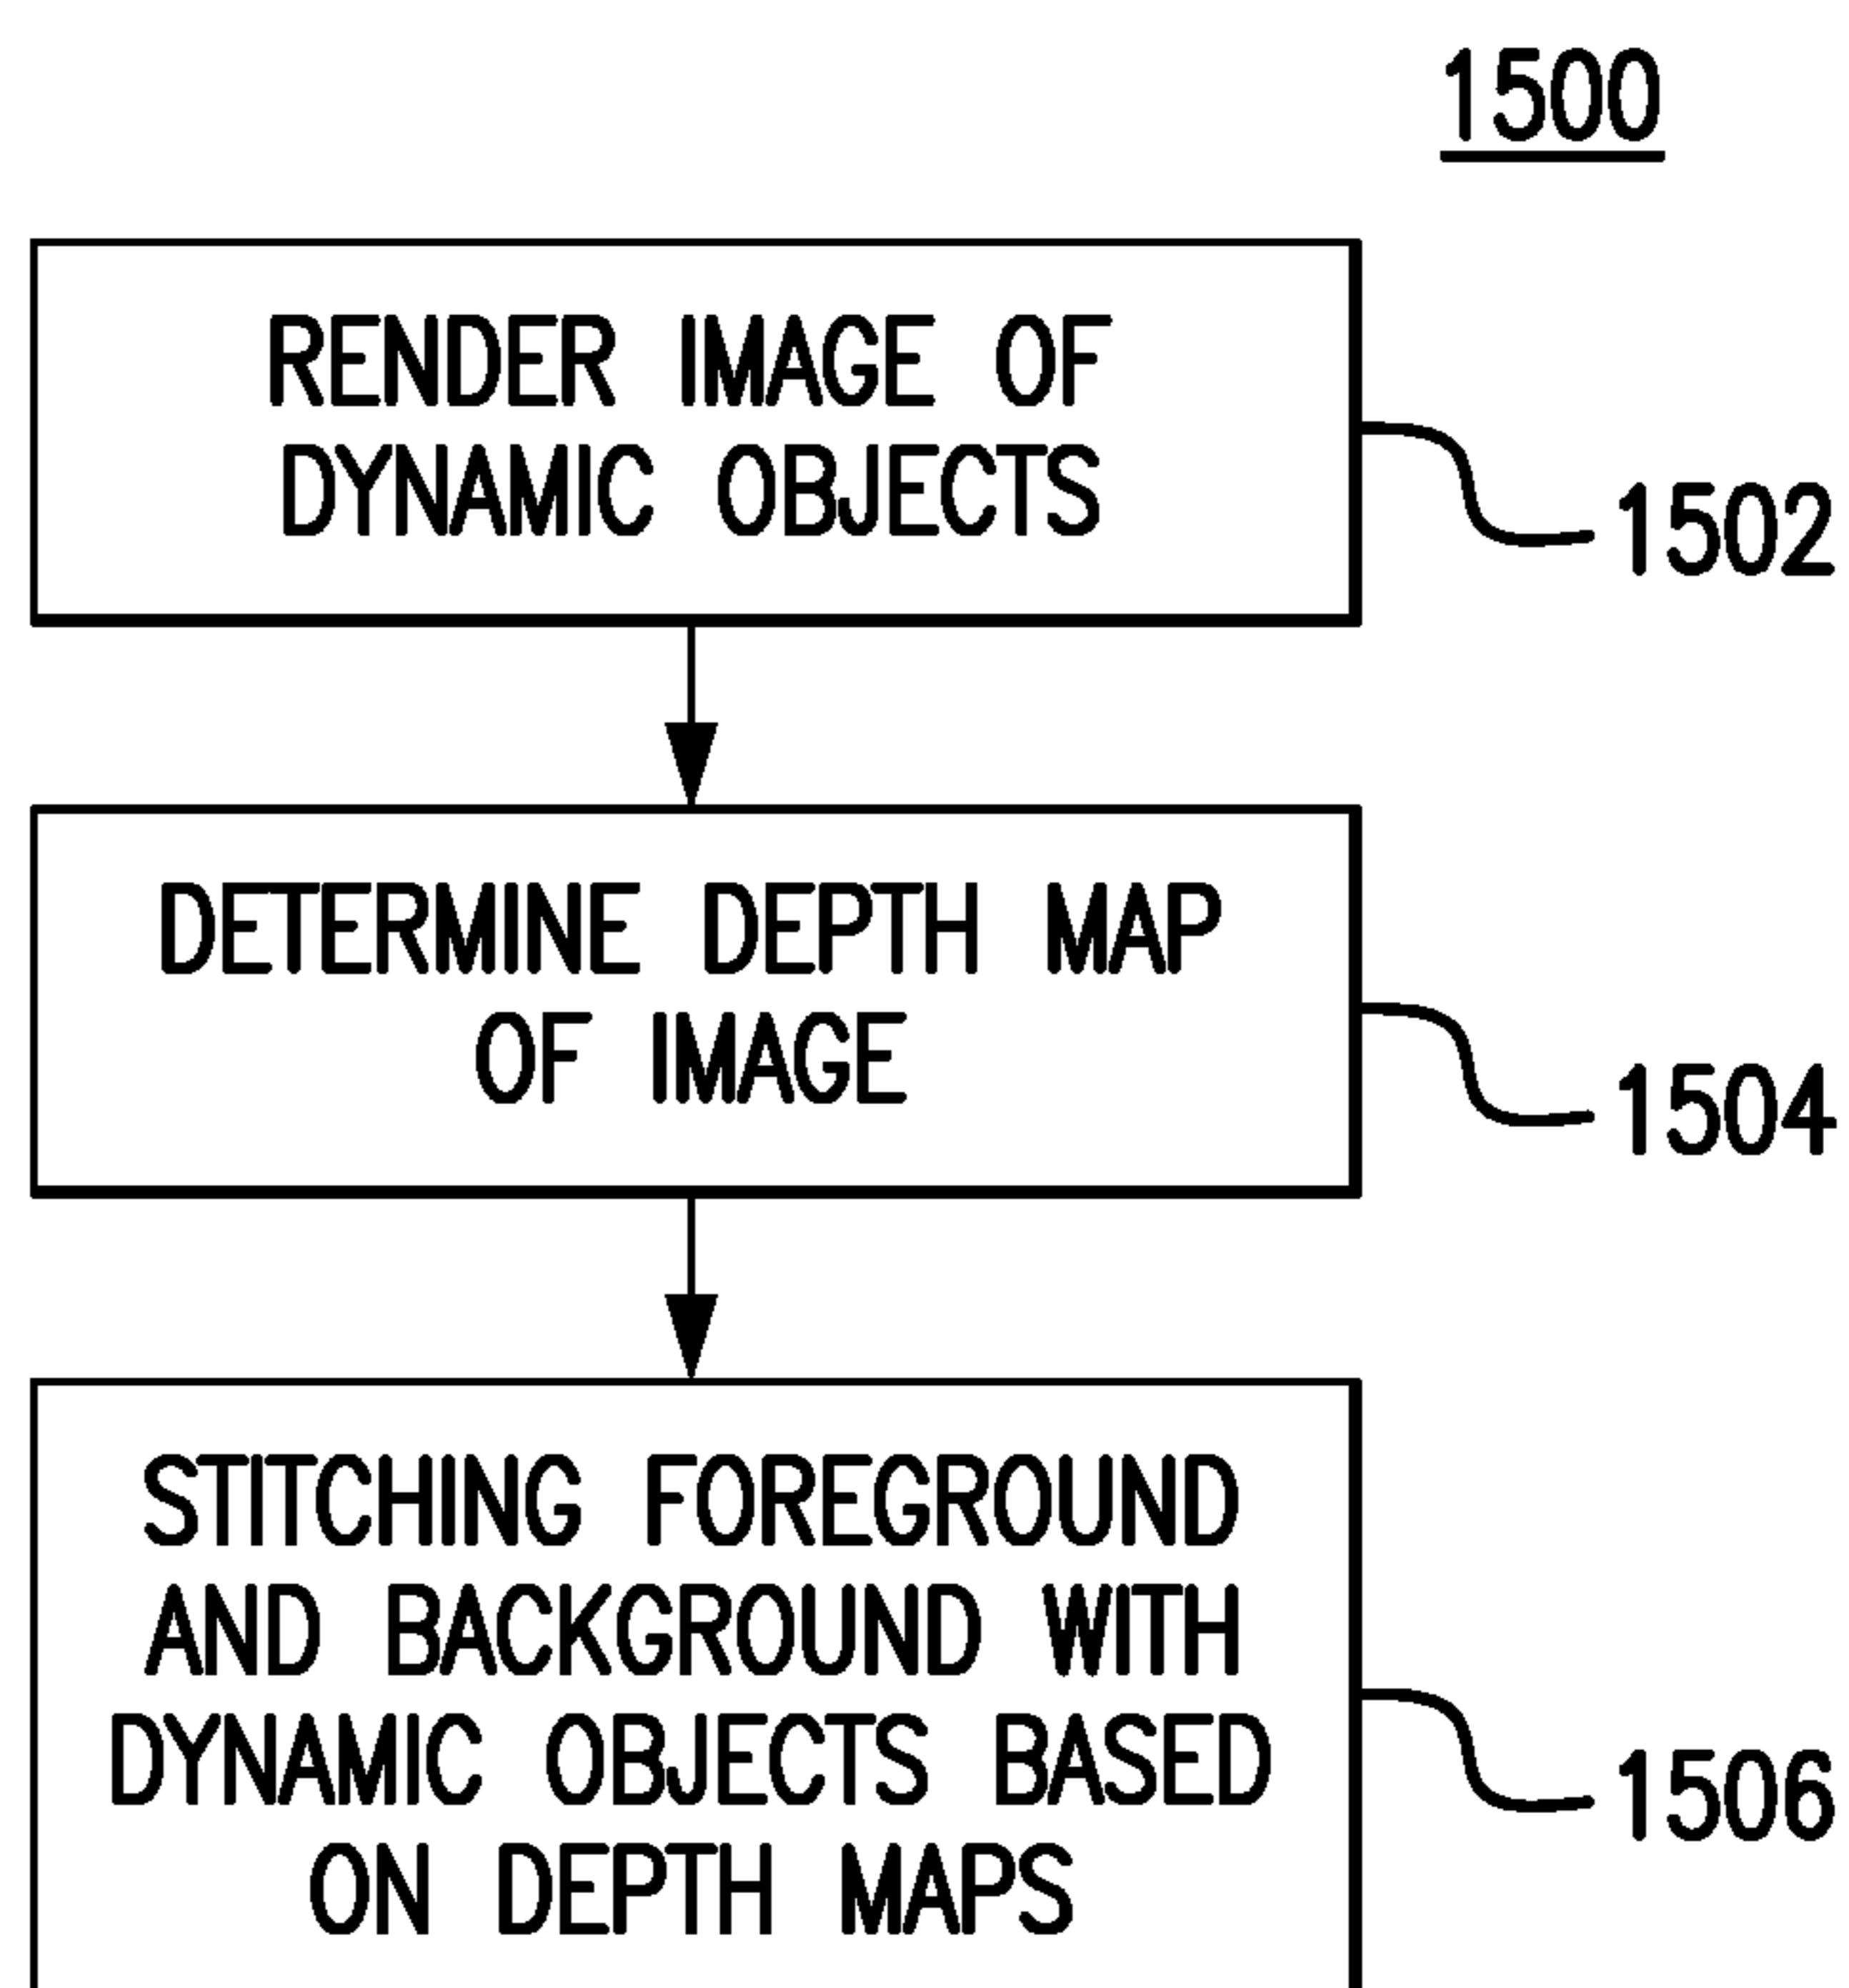 1500
RENDER IMAGE OF
DYNAMIC OBJECTS
1502
DETERMINE DEPTH MAP
OF IMAGE
1504
STITCHING FOREGROUND
AND BACKGROUND WITH
DYNAMIC OBJECTS BASED
ON DEPTH MAPS
1506